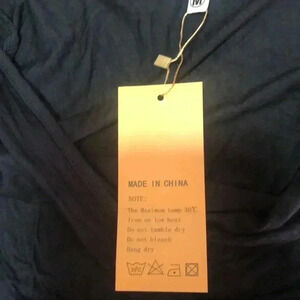 M
MADE IN CHINA
NOTE:
The Maximum temp 30℃
Iron on low heat
Do not tumble dry
Do not bleach
Hang dry